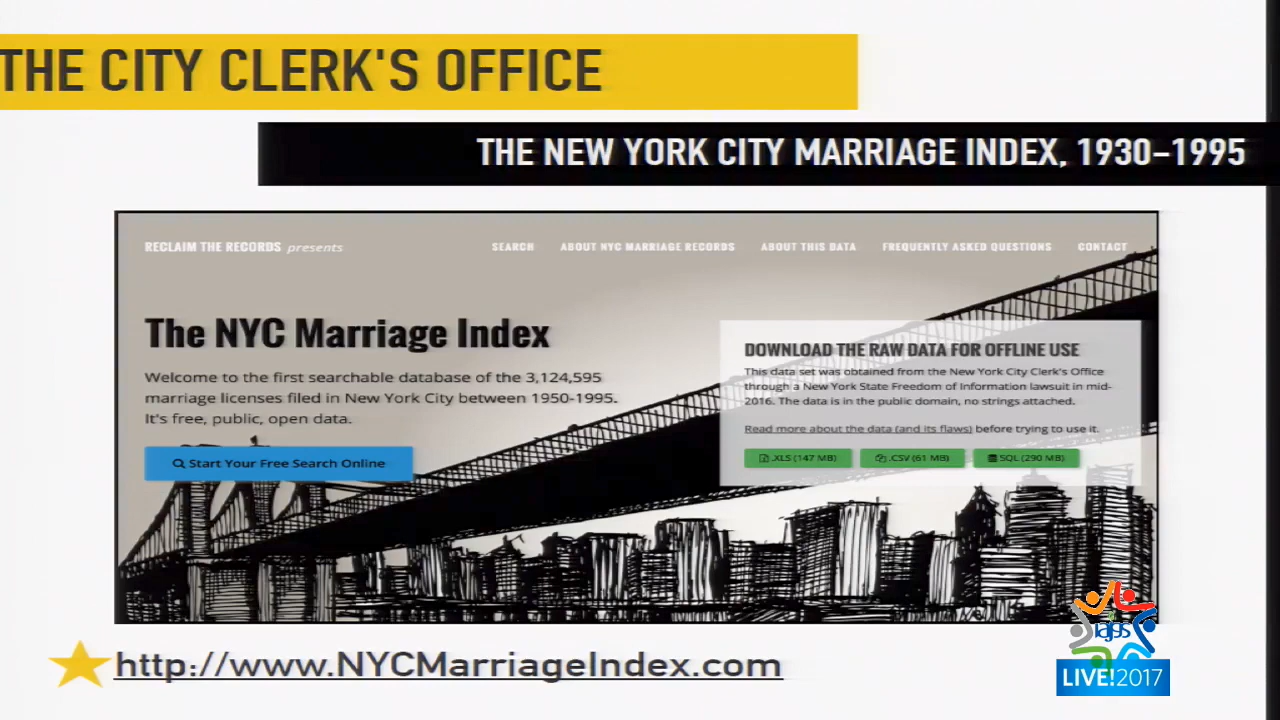 THE CITY CLERK'S OFFICE
THE NEW YORK CITY MARRIAGE INDEX, 1930–1995
RECLAIM THE RECORDS presents
SEARCH ABOUT NYC MARRIAGE RECORDS ABOUT THIS DATA FREQUENTLY ASKED QUESTIONS CONTACT
The NYC Marriage Index
Welcome to the first searchable database of the 3,124,595
marriage licenses filed in New York City between 1950-1995.
It's free, public, open data.
Start Your Free Search Online
DOWNLOAD THE RAW DATA FOR OFFLINE USE
This data set was obtained from the New York City Clerk's Office
through a New York State Freedom of Information lawsuit in mid-
2016. The data is in the public domain, no strings attached.
Read more about the data (and its flaws) before trying to use it.
.XLS (147 MB) .CSV (61 MB) SQL (290 MB)
http://www.NYCMarriageIndex.com
iajgs
LIVE!2017